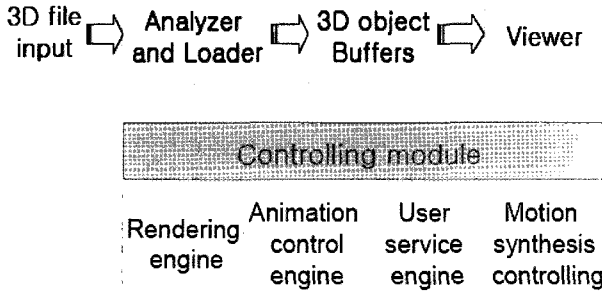 3D file input
Analyzer and Loader
3D object Buffers
Viewer
Controlling module
Rendering engine
Animation control engine
User service engine
Motion synthesis controlling